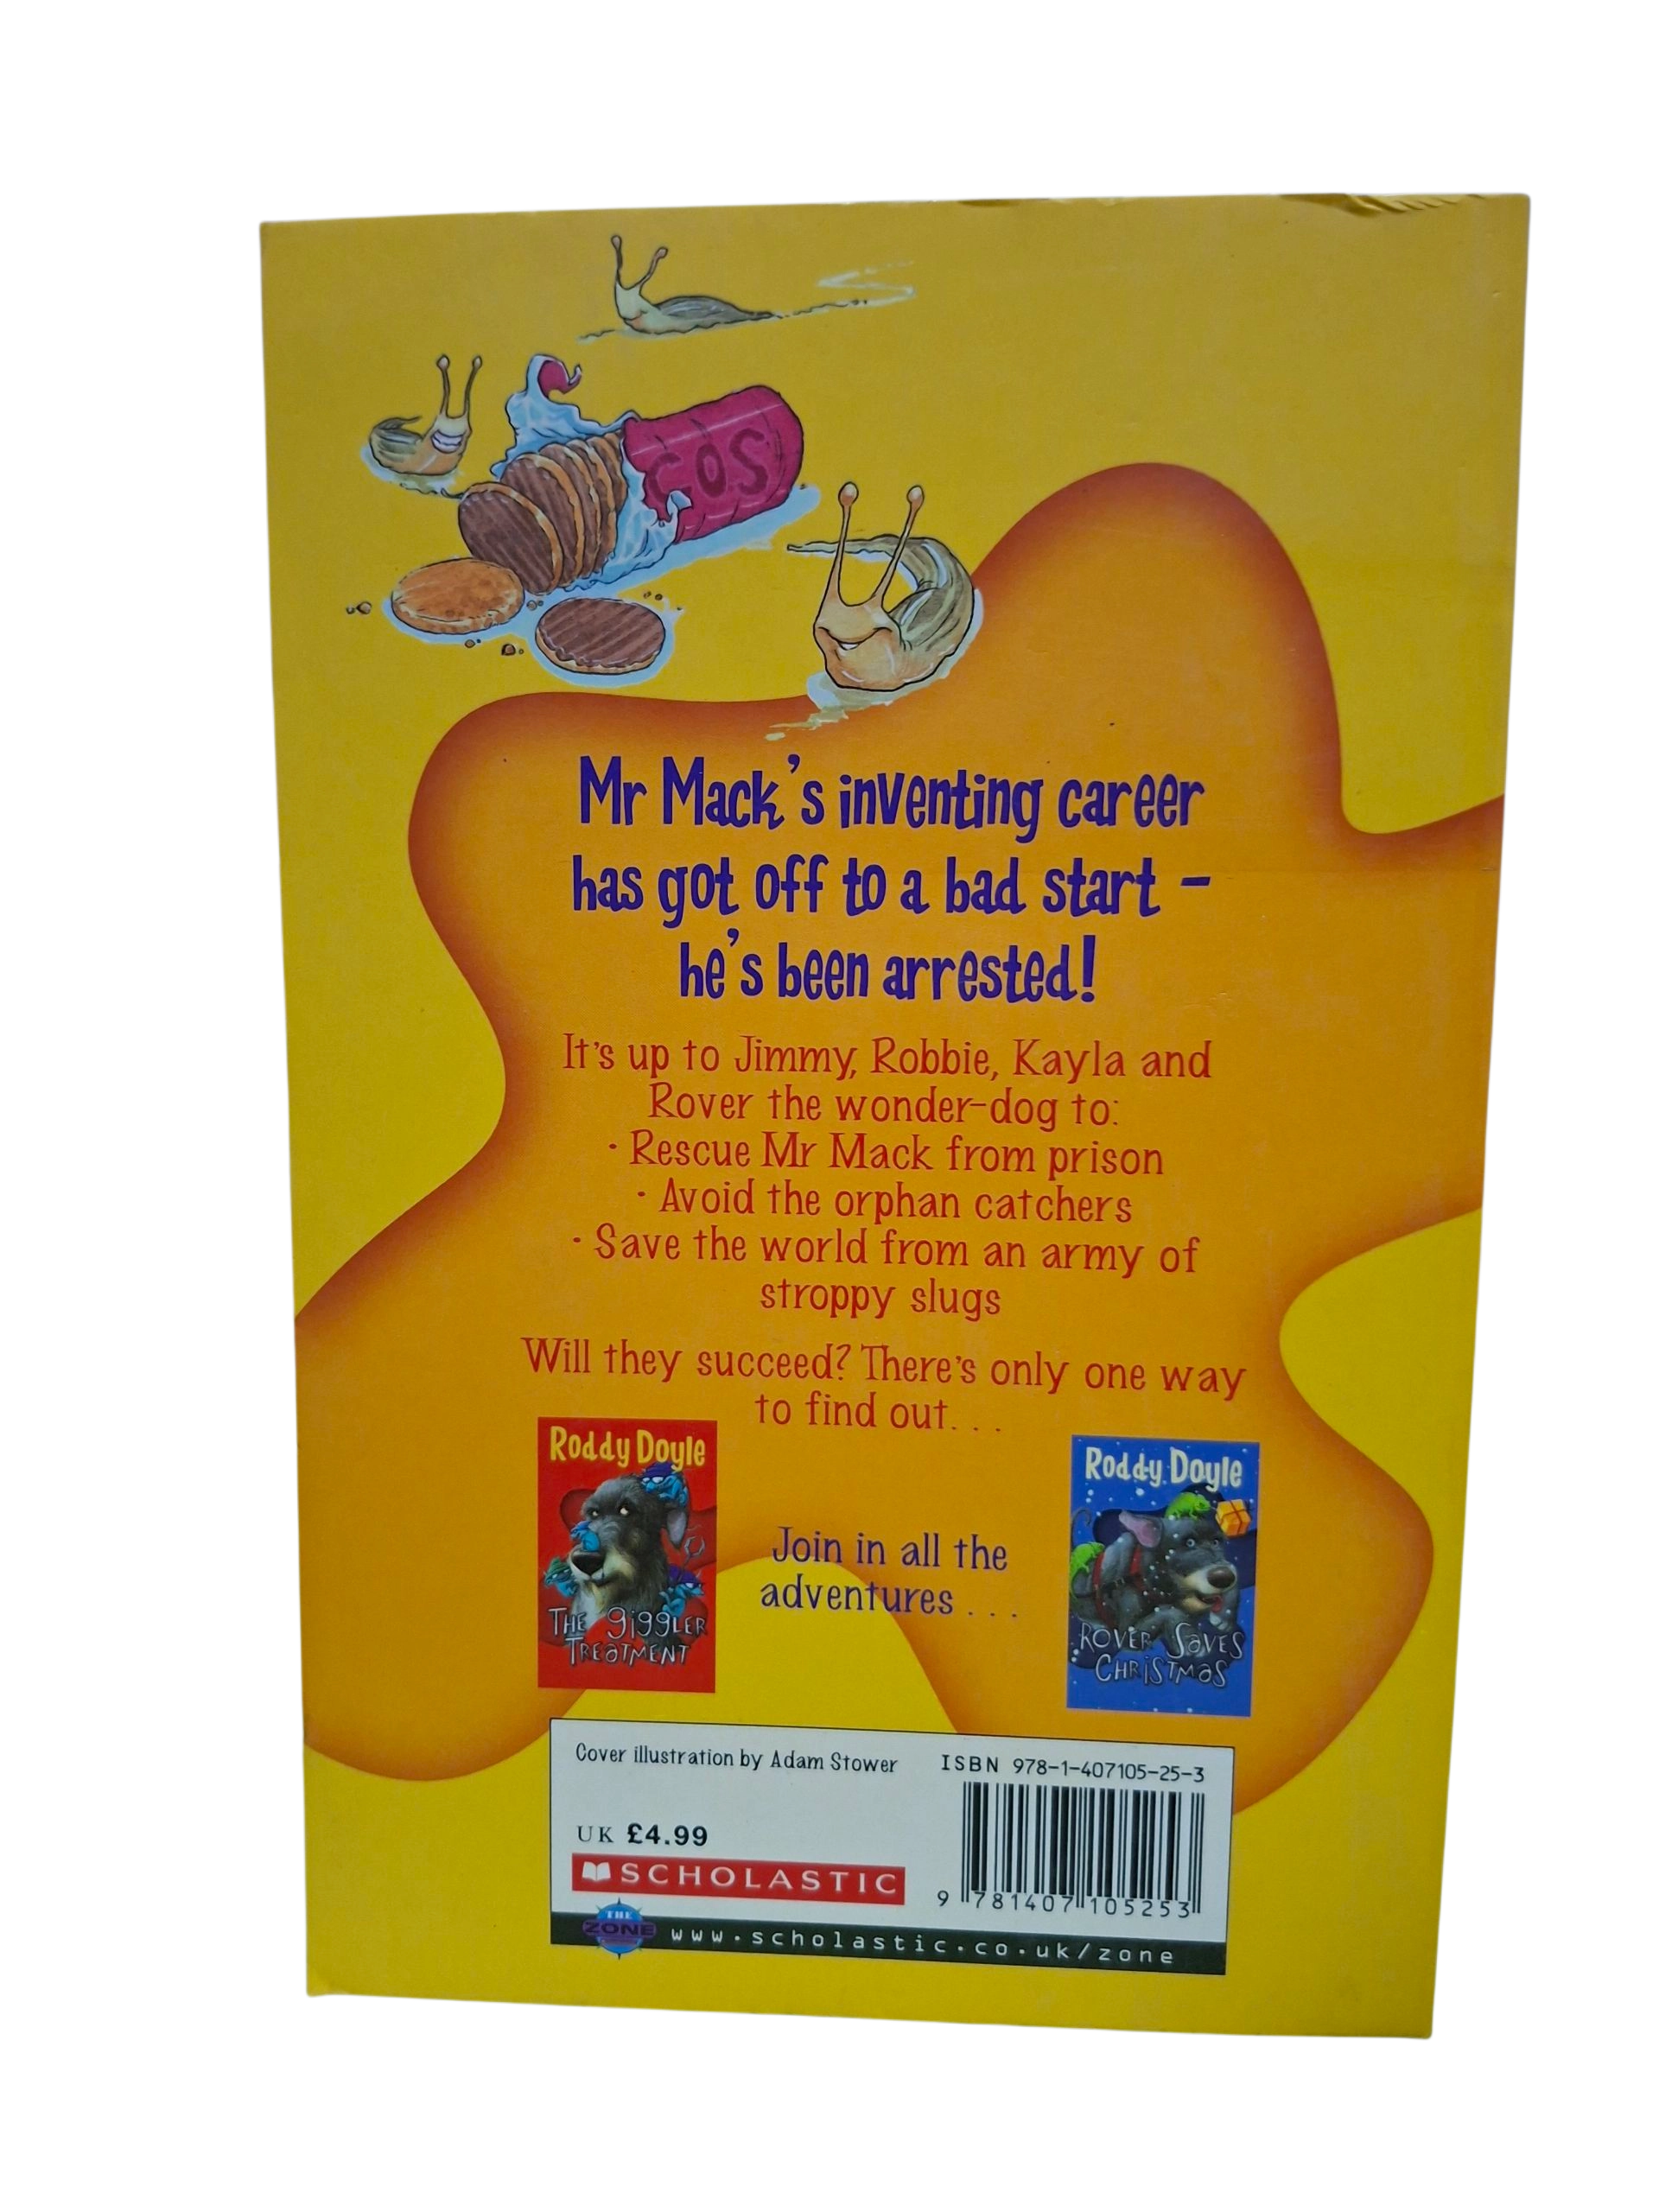 COS
Mr Mack's inventing career
has got off to a bad start –
he's been arrested!
It's up to Jimmy, Robbie, Kayla and
Rover the wonder-dog to:
· Rescue Mr Mack from prison
· Avoid the orphan catchers
· Save the world from an army of
stroppy slugs
Will they succeed? There's only one way
to find out. . .
Roddy Doyle
THE GIGGLER
TREATMENT
Join in all the
adventures . . .
Roddy Doyle
ROVER SAVES
CHRISTMAS
Cover illustration by Adam Stower
ISBN 978-1-407105-25-3
UK £4.99
SCHOLASTIC
9 781407 105253
THE
ZONE
www.scholastic.co.uk/zone